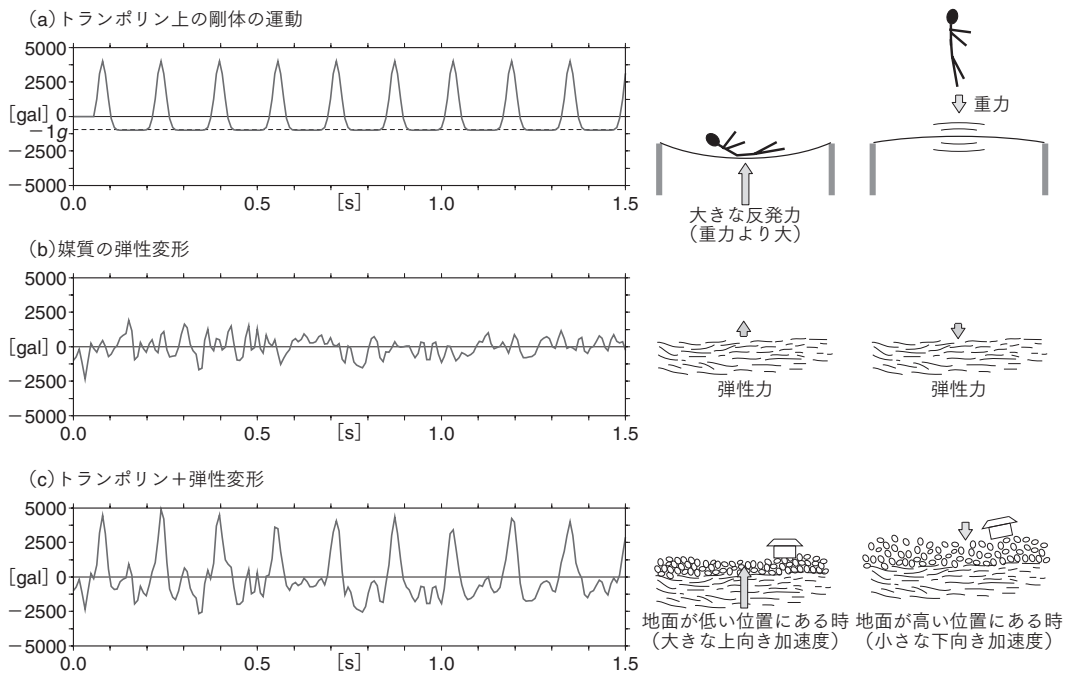 (a)トランポリン上の剛体の運動
5000
2500
[gal] 0
－1g
－2500
－5000
0.0 0.5 [s] 1.0 1.5
重力
大きな反発力
（重力より大）
(b)媒質の弾性変形
5000
2500
[gal] 0
－2500
－5000
0.0 0.5 [s] 1.0 1.5
弾性力 弾性力
(c)トランポリン＋弾性変形
5000
2500
[gal] 0
－2500
－5000
0.0 [s] 0.5 1.0 1.5
地面が低い位置にある時 地面が高い位置にある時
（大きな上向き加速度） （小さな下向き加速度）